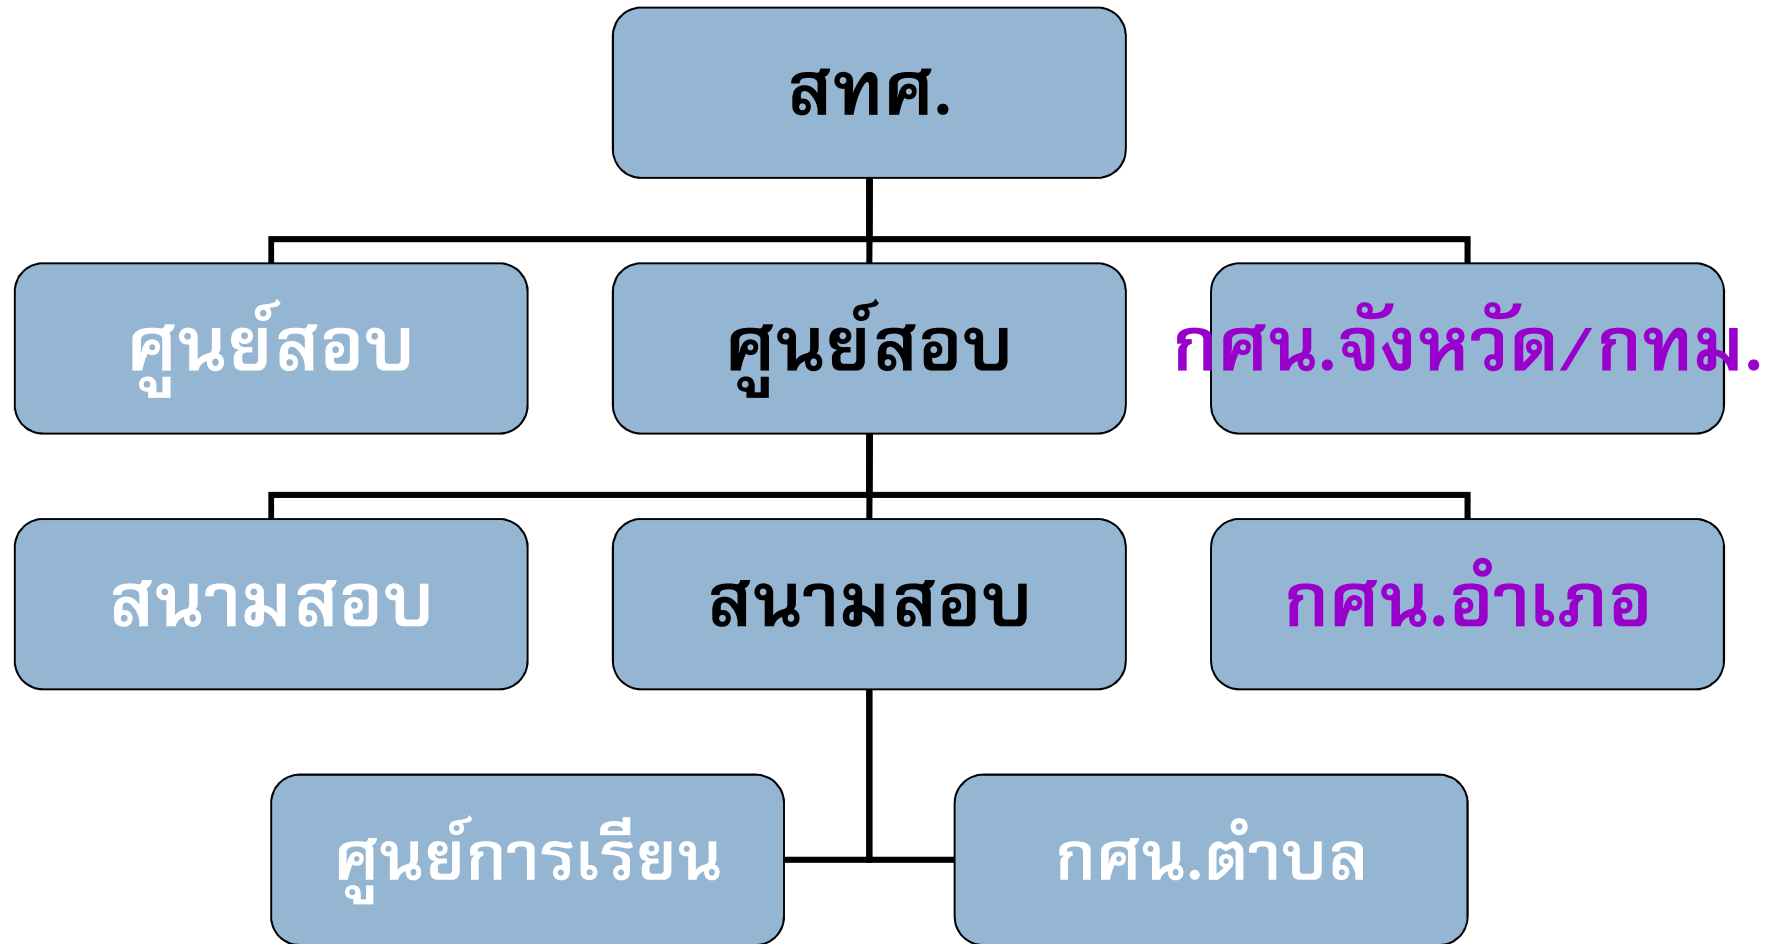 สทศ.
ศูนย์สอบ
ศูนย์สอบ
กศน.จังหวัด/กทม.
สนามสอบ
สนามสอบ
กศน.อำเภอ
ศูนย์การเรียน
กศน.ตำบล